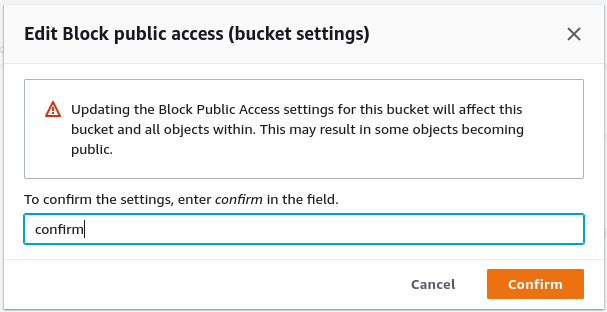 Edit Block public access (bucket settings)
Updating the Block Public Access settings for this bucket will affect this
bucket and all objects within. This may result in some objects becoming
public.
To confirm the settings, enter confirm in the field.
confirm
Cancel
Confirm